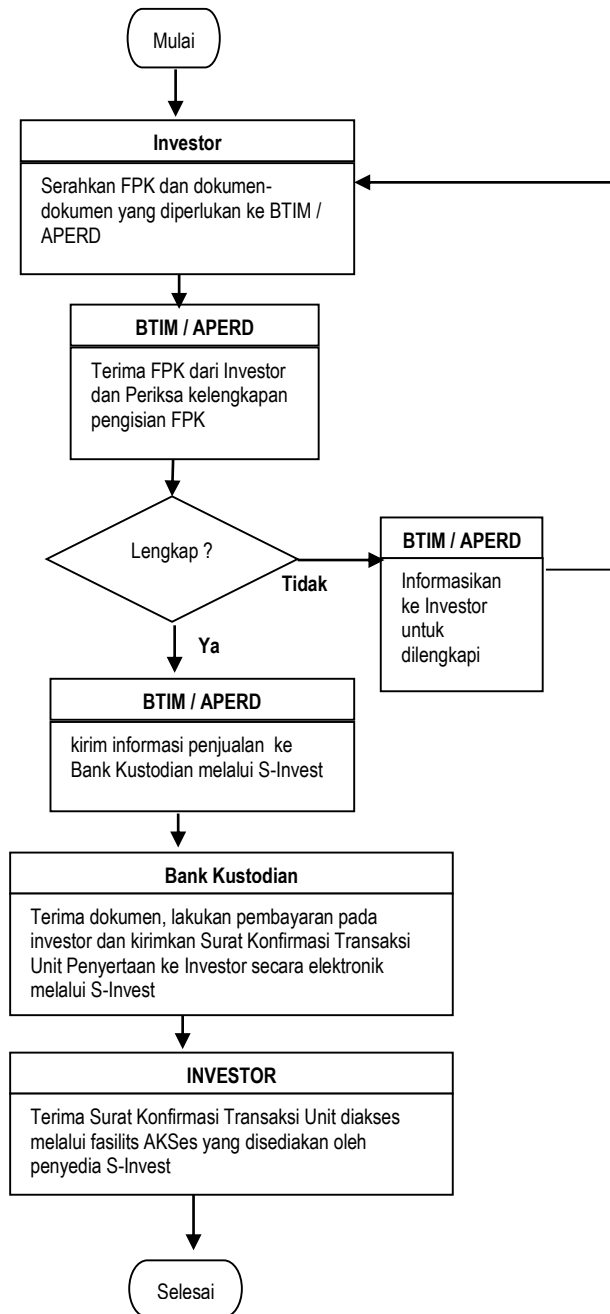 Mulai
Investor
Serahkan FPK dan dokumen-
dokumen yang diperlukan ke BTIM /
APERD
BTIM / APERD
Terima FPK dari Investor
dan Periksa kelengkapan
pengisian FPK
Lengkap ?
Tidak
BTIM / APERD
Informasikan
ke Investor
untuk
dilengkapi
Ya
BTIM / APERD
kirim informasi penjualan ke
Bank Kustodian melalui S-Invest
Bank Kustodian
Terima dokumen, lakukan pembayaran pada
investor dan kirimkan Surat Konfirmasi Transaksi
Unit Penyertaan ke Investor secara elektronik
melalui S-Invest
INVESTOR
Terima Surat Konfirmasi Transaksi Unit diakses
melalui fasilits AKSes yang disediakan oleh
penyedia S-Invest
Selesai